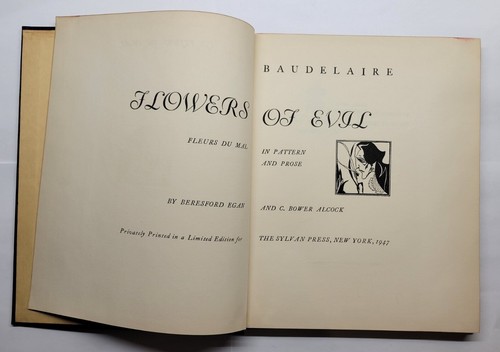 BAUDELAIRE
FLOWERS OF EVIL
FLEURS DU MAL IN PATTERN
AND PROSE
BY BERESFORD EGAN AND C. BOWER ALCOCK
Privately Printed in a Limited Edition for THE SYLVAN PRESS, NEW YORK, 1947